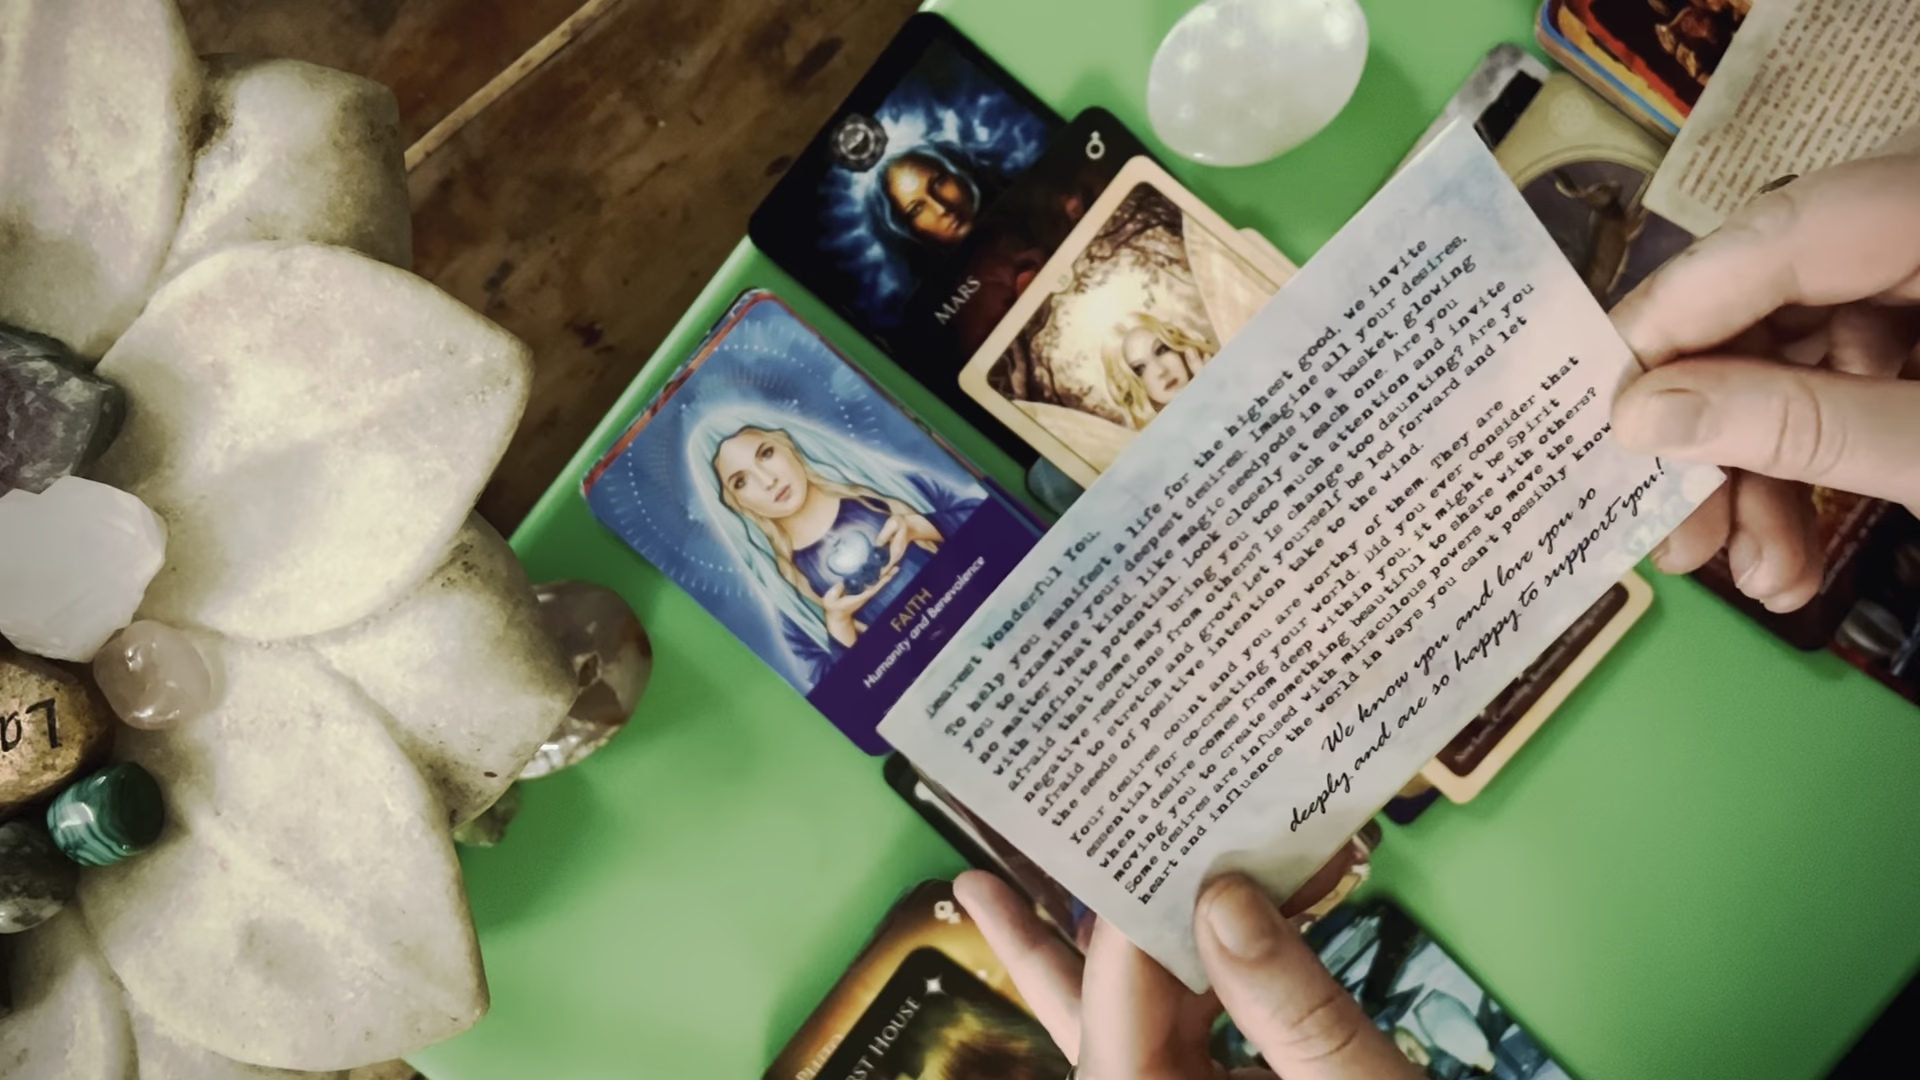 MARS
FAITH
Humanity and Benevolence
Dearest Wonderful You,
To help you manifest a life for the highest good, we invite
you to examine your deepest desires. Imagine all your desires,
no matter what kind, like magic seedpods in a basket, glowing
with infinite potential. Look closely at each one. Are you
afraid that some may bring you too much attention and invite
negative reactions from others? Is change too daunting? Are you
afraid to stretch and grow? Let yourself be led forward and let
the seeds of positive intention take to the wind.
Your desires count and you are worthy of them. They are
essential for co-creating your world. Did you ever consider that
when a desire comes from deep within you, it might be Spirit
moving you to create something beautiful to share with others?
Some desires are infused with miraculous powers to move the
heart and influence the world in ways you can't possibly know
We know you and love you so
deeply and are so happy to support you!
PLUTO
HOUSE